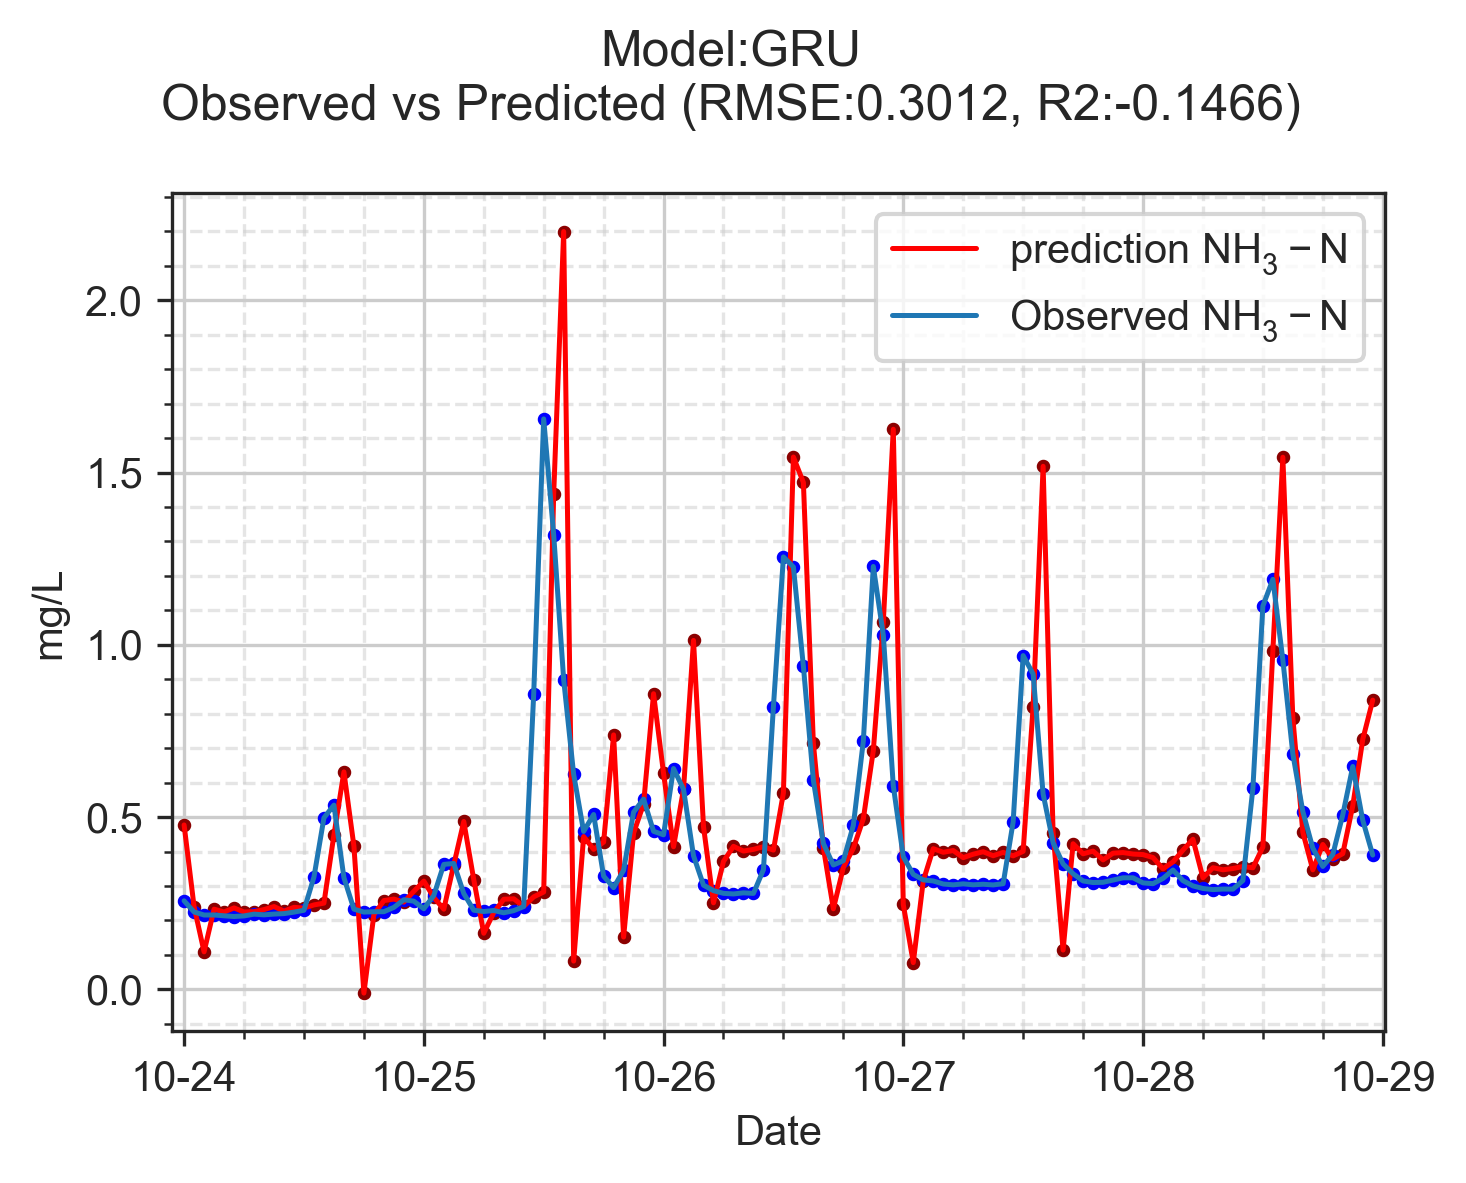 Model:GRU
Observed vs Predicted (RMSE:0.3012, R2:-0.1466)
prediction NH₃ − N
Observed NH₃ − N
2.0
1.5
1.0
0.5
0.0
mg/L
10-24 10-25 10-26 10-27 10-28 10-29
Date